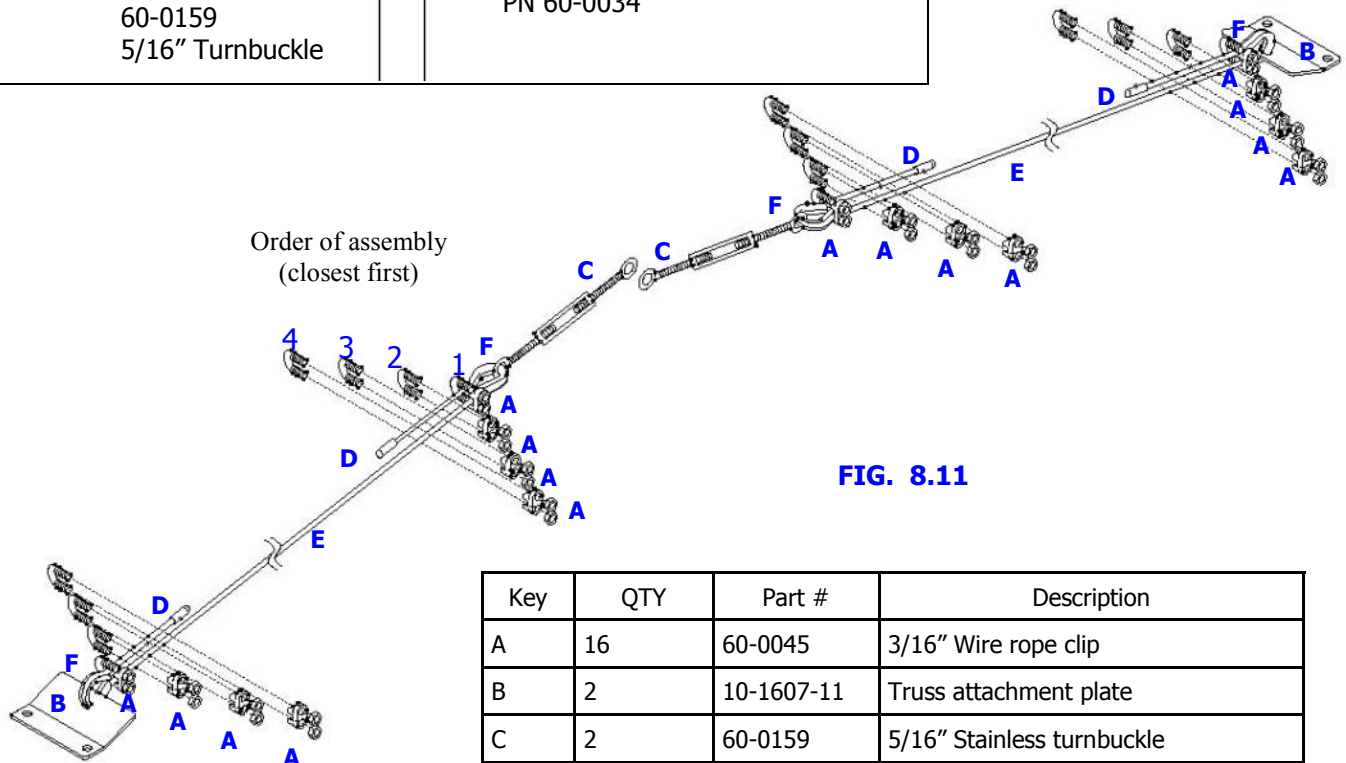 60-0159
5/16” Turnbuckle
PN 60-0034
F
B
A
D
A
E
A
A
D
F
A
A
A
A
Order of assembly
(closest first)
C
C
4
3
2
1
F
A
D
A
A
A
FIG. 8.11
E
D
F
B
A
A
A
A
Key QTY Part # Description
A 16 60-0045 3/16” Wire rope clip
B 2 10-1607-11 Truss attachment plate
C 2 60-0159 5/16” Stainless turnbuckle